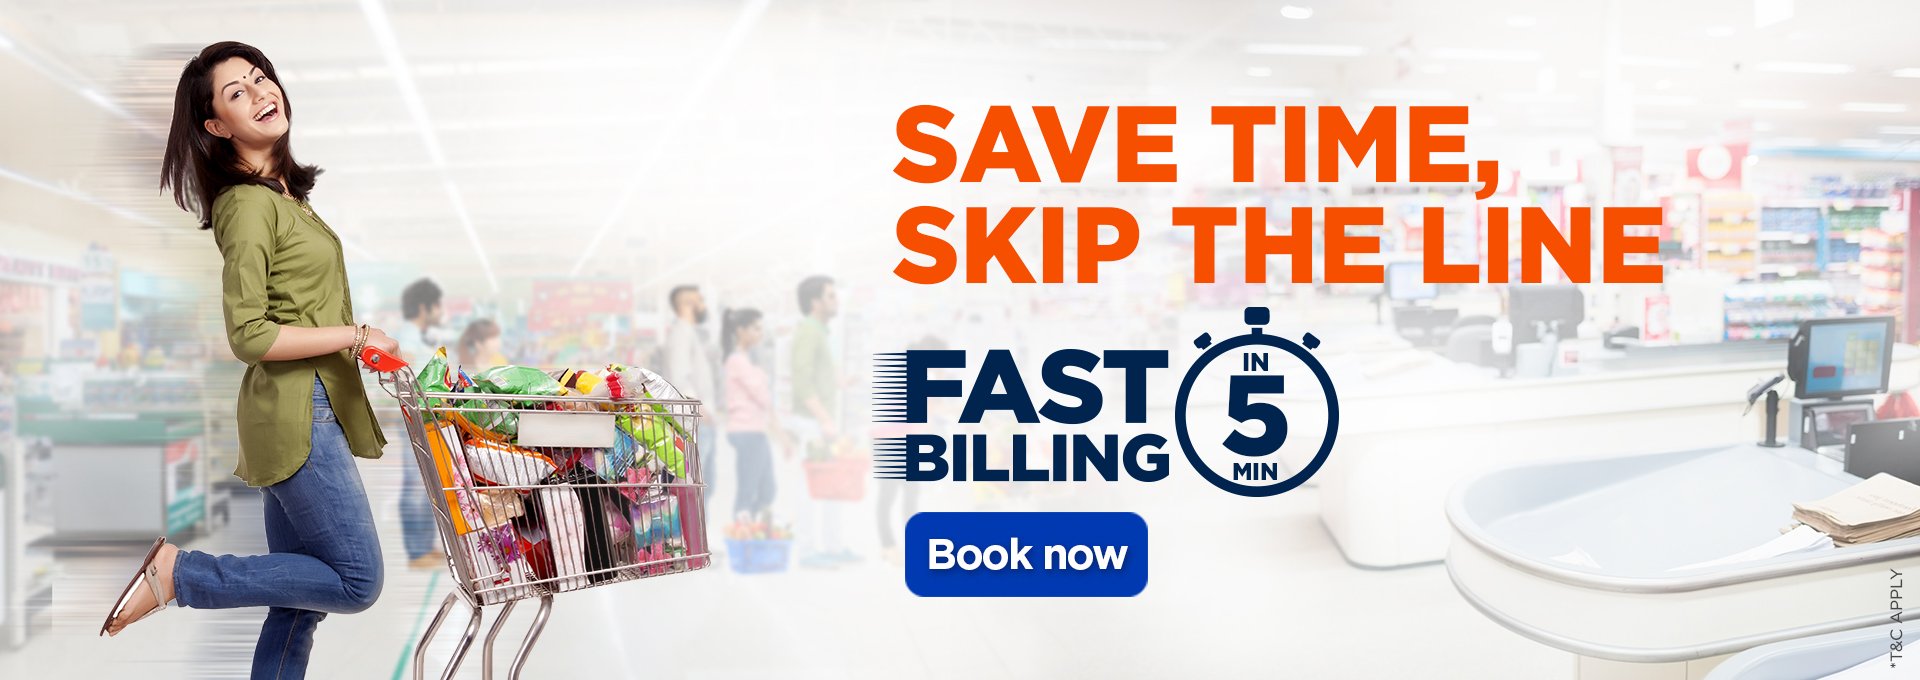 SAVE TIME,
SKIP THE LINE
FAST
BILLING
IN
5
MIN
Book now
*T&C APPLY